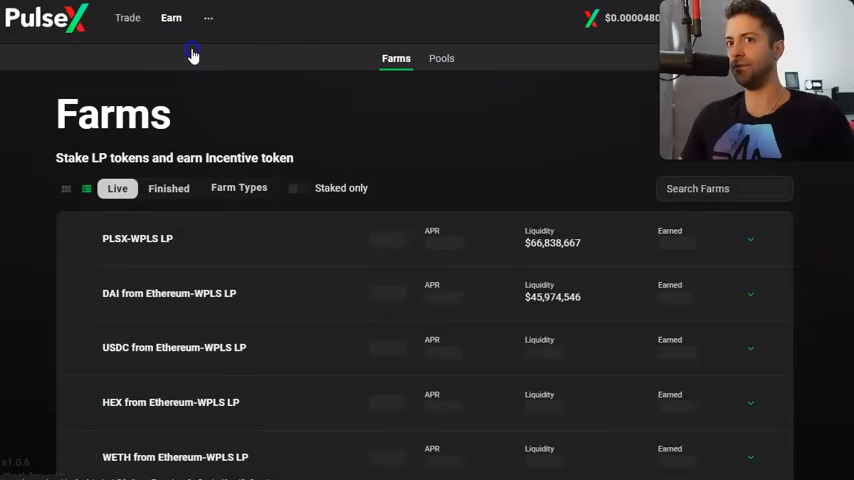 PulseX Trade Earn ··· $0.0000480
Farms Pools
Farms
Stake LP tokens and earn Incentive token
Live Finished Farm Types Staked only Search Farms
PLSX-WPLS LP APR Liquidity $66,838,667 Earned
DAI from Ethereum-WPLS LP APR Liquidity $45,974,546 Earned
USDC from Ethereum-WPLS LP APR Liquidity Earned
HEX from Ethereum-WPLS LP APR Liquidity Earned
WETH from Ethereum-WPLS LP APR Liquidity Earned
v1.0.6